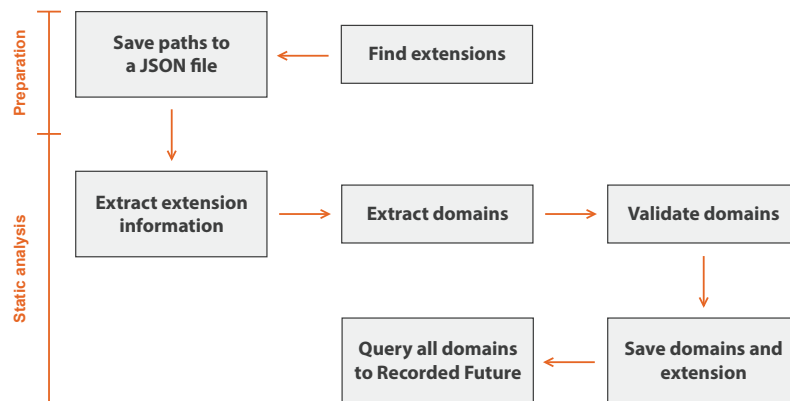 Preparation
Save paths to
a JSON file
Find extensions
Static analysis
Extract extension
information
Extract domains
Validate domains
Query all domains
to Recorded Future
Save domains and
extension